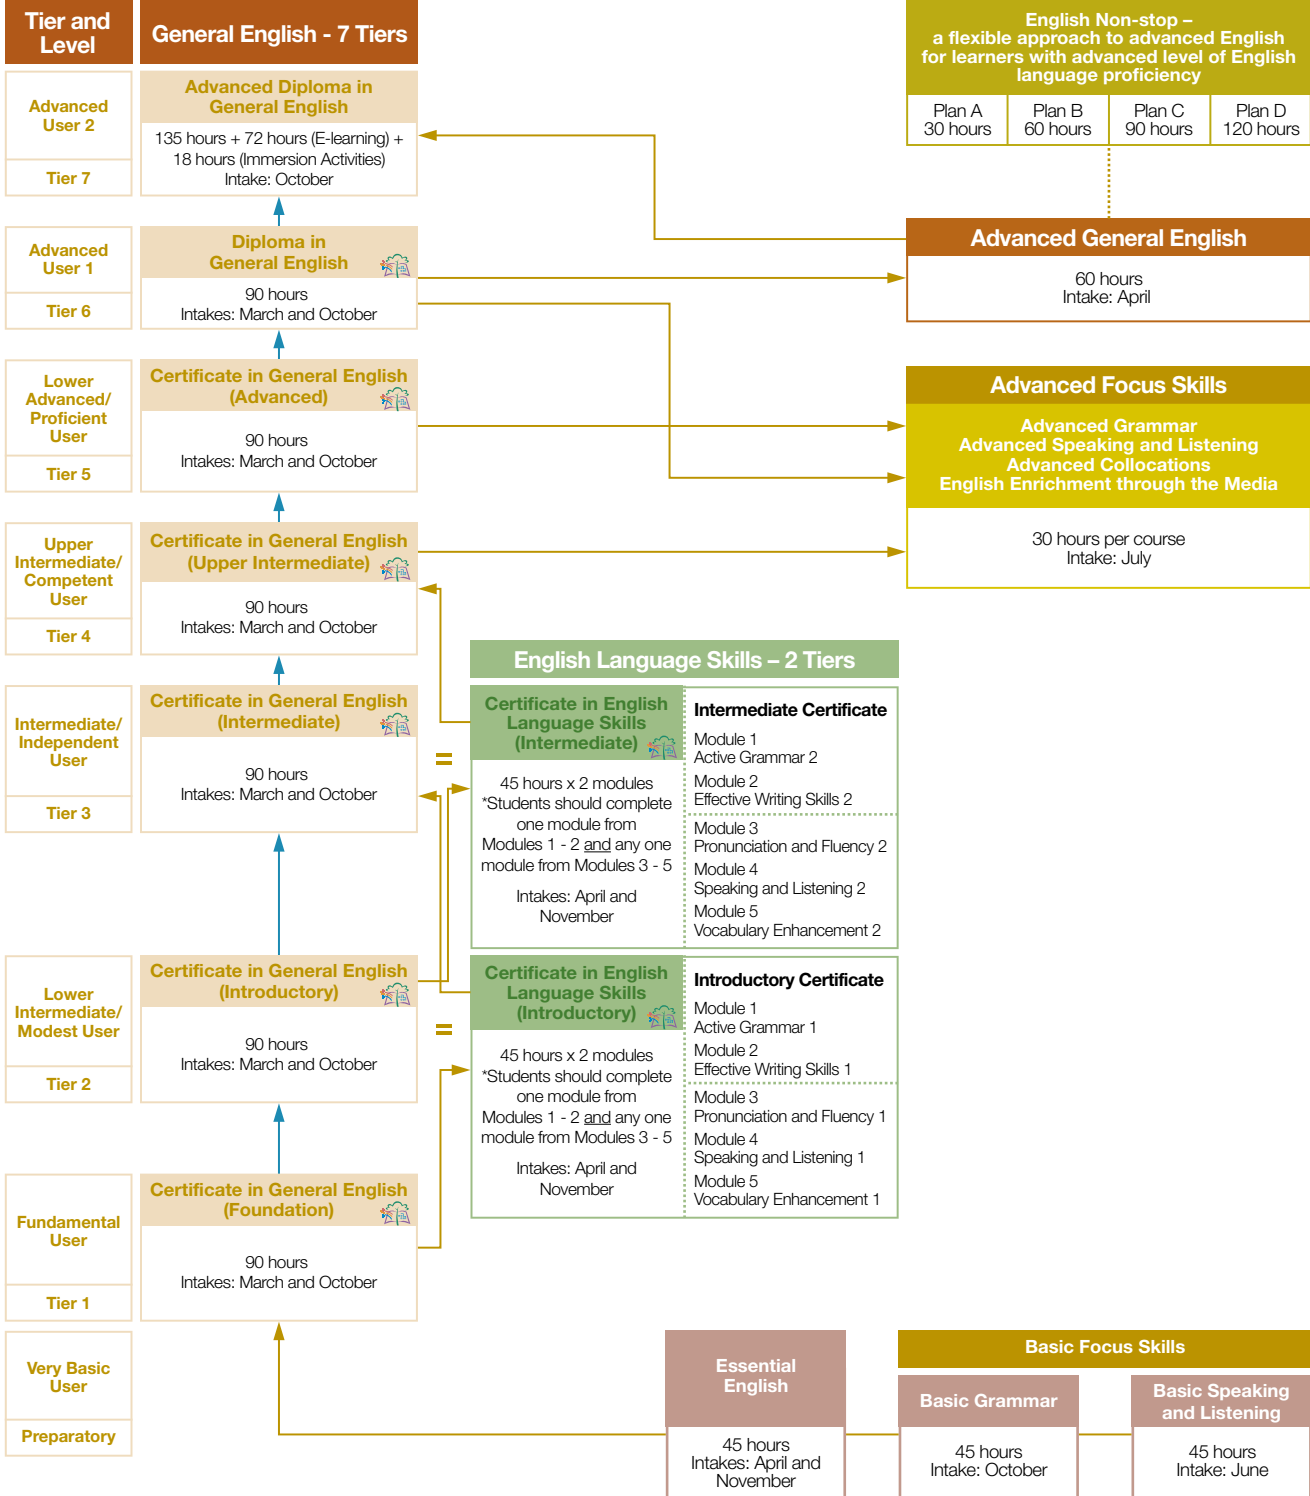 Tier and
Level
General English - 7 Tiers
English Non-stop –
a flexible approach to advanced English
for learners with advanced level of English
language proficiency
Plan A
30 hours
Plan B
60 hours
Plan C
90 hours
Plan D
120 hours
Advanced
User 2
Tier 7
Advanced Diploma in
General English
135 hours + 72 hours (E-learning) +
18 hours (Immersion Activities)
Intake: October
Advanced
User 1
Tier 6
Diploma in
General English
90 hours
Intakes: March and October
Advanced General English
60 hours
Intake: April
Lower
Advanced/
Proficient
User
Tier 5
Certificate in General English
(Advanced)
90 hours
Intakes: March and October
Advanced Focus Skills
Advanced Grammar
Advanced Speaking and Listening
Advanced Collocations
English Enrichment through the Media
30 hours per course
Intake: July
Upper
Intermediate/
Competent
User
Tier 4
Certificate in General English
(Upper Intermediate)
90 hours
Intakes: March and October
English Language Skills – 2 Tiers
Intermediate/
Independent
User
Tier 3
Certificate in General English
(Intermediate)
90 hours
Intakes: March and October
=
Certificate in English
Language Skills
(Intermediate)
45 hours x 2 modules
*Students should complete
one module from
Modules 1 - 2 and any one
module from Modules 3 - 5
Intakes: April and
November
Intermediate Certificate
Module 1
Active Grammar 2
Module 2
Effective Writing Skills 2
Module 3
Pronunciation and Fluency 2
Module 4
Speaking and Listening 2
Module 5
Vocabulary Enhancement 2
Lower
Intermediate/
Modest User
Tier 2
Certificate in General English
(Introductory)
90 hours
Intakes: March and October
=
Certificate in English
Language Skills
(Introductory)
45 hours x 2 modules
*Students should complete
one module from
Modules 1 - 2 and any one
module from Modules 3 - 5
Intakes: April and
November
Introductory Certificate
Module 1
Active Grammar 1
Module 2
Effective Writing Skills 1
Module 3
Pronunciation and Fluency 1
Module 4
Speaking and Listening 1
Module 5
Vocabulary Enhancement 1
Fundamental
User
Tier 1
Certificate in General English
(Foundation)
90 hours
Intakes: March and October
Very Basic
User
Preparatory
Essential
English
45 hours
Intakes: April and
November
Basic Focus Skills
Basic Grammar
45 hours
Intake: October
Basic Speaking
and Listening
45 hours
Intake: June